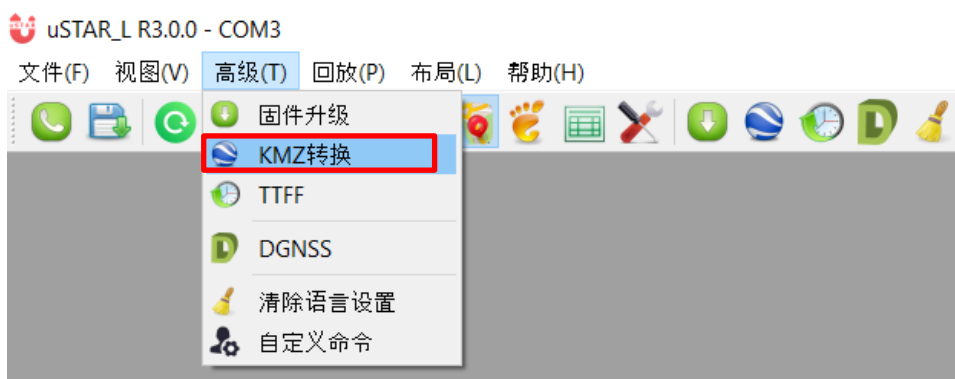 uSTAR_L R3.0.0 - COM3
文件(F) 视图(V) 高级(T) 回放(P) 布局(L) 帮助(H)
固件升级
KMZ转换
TTFF
DGNSS
清除语言设置
自定义命令